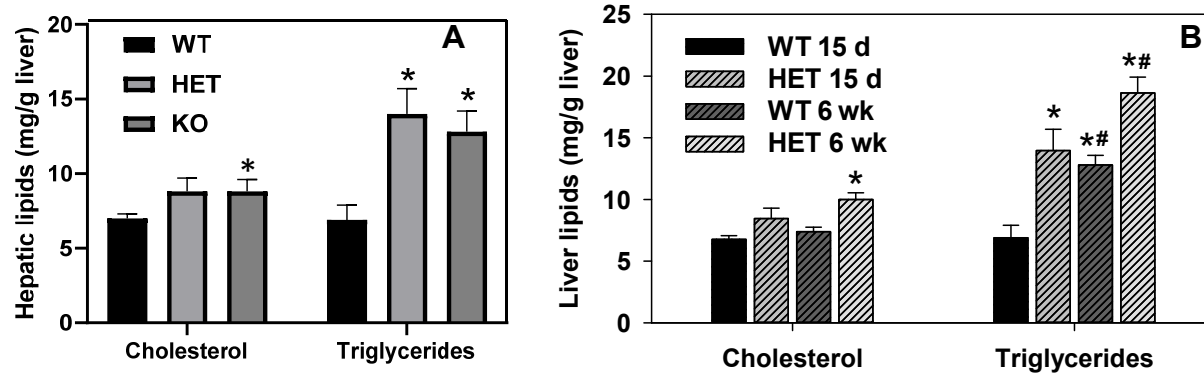 Hepatic lipids (mg/g liver)
20
15
10
5
0
A
WT
HET
KO
*
*
*
Cholesterol
Triglycerides
Liver lipids (mg/g liver)
25
20
15
10
5
0
B
WT 15 d
HET 15 d
WT 6 wk
HET 6 wk
*
*
*#
*#
Cholesterol
Triglycerides